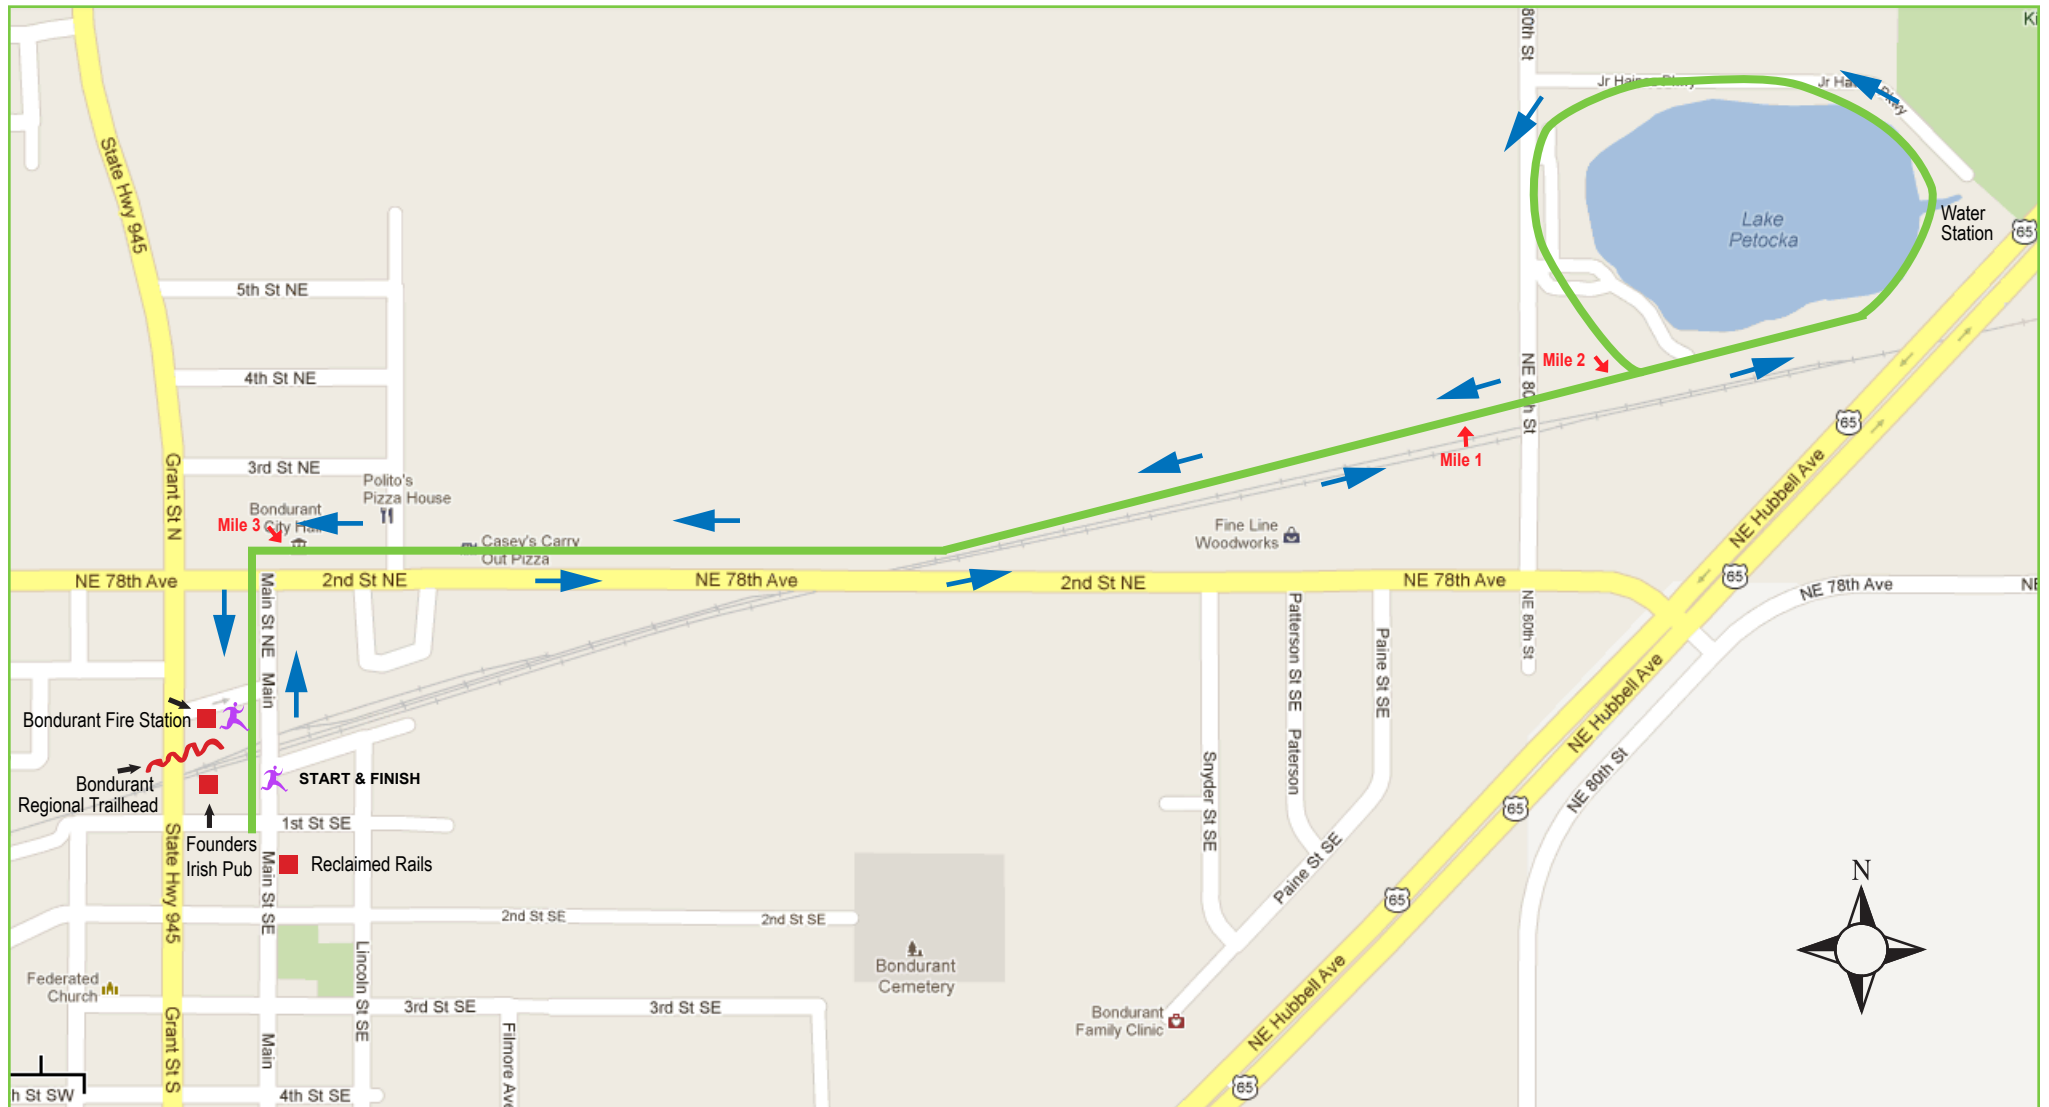 80th St
Ki
Jr Haines Pkwy
Jr Ha
Pkwy
State Hwy 945
Lake
Petocka
Water
Station
65
5th St NE
4th St NE
Mile 2
NE 80th St
65
3rd St NE
Grant St N
Polito's
Pizza House
Mile 1
NE Hubbell Ave
Bondurant
City Hall
Mile 3
Casey's Carry
Out Pizza
Fine Line
Woodworks
NE 78th Ave
2nd St NE
NE 78th Ave
2nd St NE
NE 78th Ave
65
NE 78th Ave
NE
Main St NE
Main
NE 80th St
Patterson St SE
Paterson
Paine St SE
NE Hubbell Ave
Bondurant Fire Station
Bondurant
Regional Trailhead
START & FINISH
NE 80th St
Snyder St SE
65
1st St SE
State Hwy 945
Founders
Irish Pub
Reclaimed Rails
Main St SE
Paine St SE
N
65
2nd St SE
2nd St SE
Lincoln St SE
Bondurant
Cemetery
Federated
Church
3rd St SE
3rd St SE
Bondurant
Family Clinic
NE Hubbell Ave
Grant St S
Main
Filmore Ave
65
h St SW
4th St SE